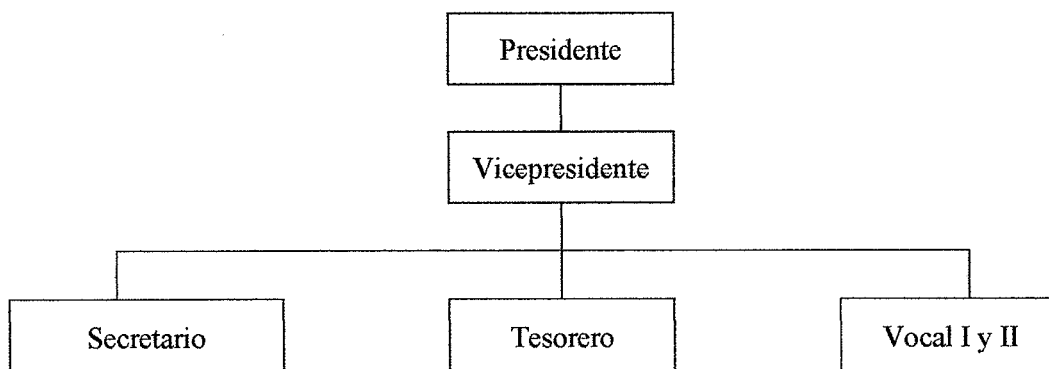 Presidente
Vicepresidente
Secretario
Tesorero
Vocal I y II